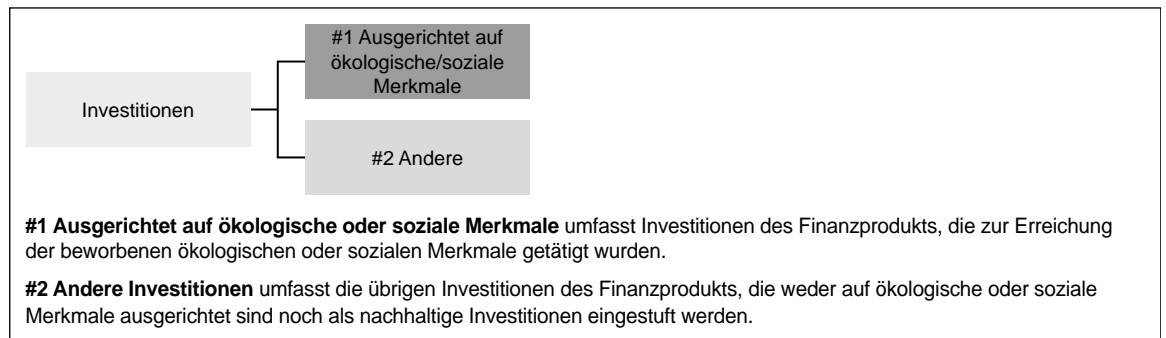 #1 Ausgerichtet auf
ökologische/soziale
Merkmale
Investitionen
#2 Andere
#1 Ausgerichtet auf ökologische oder soziale Merkmale umfasst Investitionen des Finanzprodukts, die zur Erreichung
der beworbenen ökologischen oder sozialen Merkmale getätigt wurden.
#2 Andere Investitionen umfasst die übrigen Investitionen des Finanzprodukts, die weder auf ökologische oder soziale
Merkmale ausgerichtet sind noch als nachhaltige Investitionen eingestuft werden.